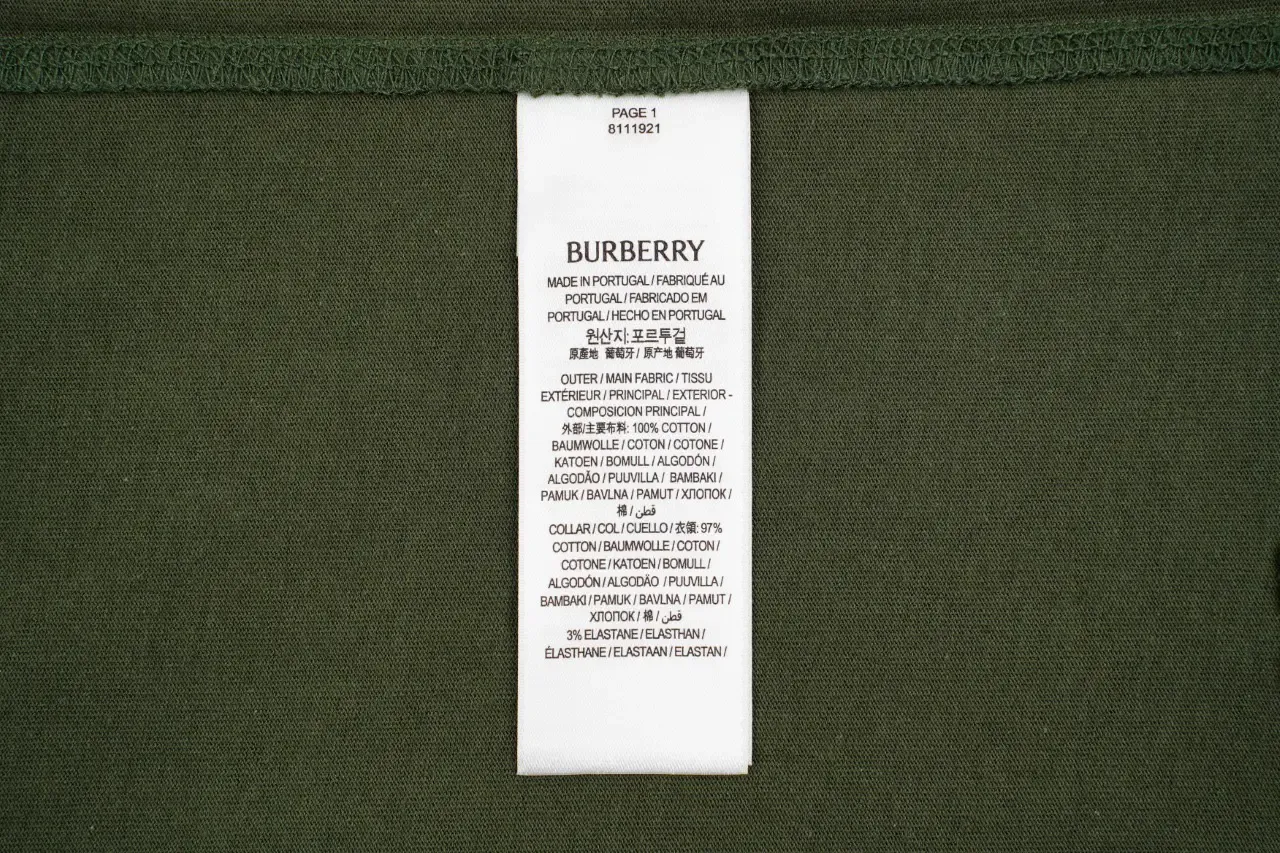 PAGE 1
8111921
BURBERRY
MADE IN PORTUGAL / FABRIQUÉ AU
PORTUGAL / FABRICADO EM
PORTUGAL / HECHO EN PORTUGAL
원산지: 포르투걸
原產地 葡萄牙 / 原产地 葡萄牙
OUTER / MAIN FABRIC / TISSU
EXTÉRIEUR / PRINCIPAL / EXTERIOR -
COMPOSICION PRINCIPAL /
外部/主要布料: 100% COTTON /
BAUMWOLLE / COTON / COTONE /
KATOEN / BOMULL / ALGODÓN /
ALGODÃO / PUUVILLA / BAMBAKI /
PAMUK / BAVLNA / PAMUT / ХЛОПОК /
棉 / قطن
COLLAR / COL / CUELLO / 衣領: 97%
COTTON / BAUMWOLLE / COTON /
COTONE / KATOEN / BOMULL /
ALGODÓN / ALGODÃO / PUUVILLA /
BAMBAKI / PAMUK / BAVLNA / PAMUT /
ХЛОПОК / 棉 / قطن
3% ELASTANE / ELASTHAN /
ÉLASTHANE / ELASTAAN / ELASTAN /